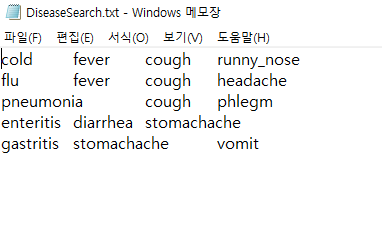 DiseaseSearch.txt - Windows 메모장
파일(F) 편집(E) 서식(O) 보기(V) 도움말(H)
cold fever cough runny_nose
flu fever cough headache
pneumonia cough phlegm
enteritis diarrhea stomachache
gastritis stomachache vomit